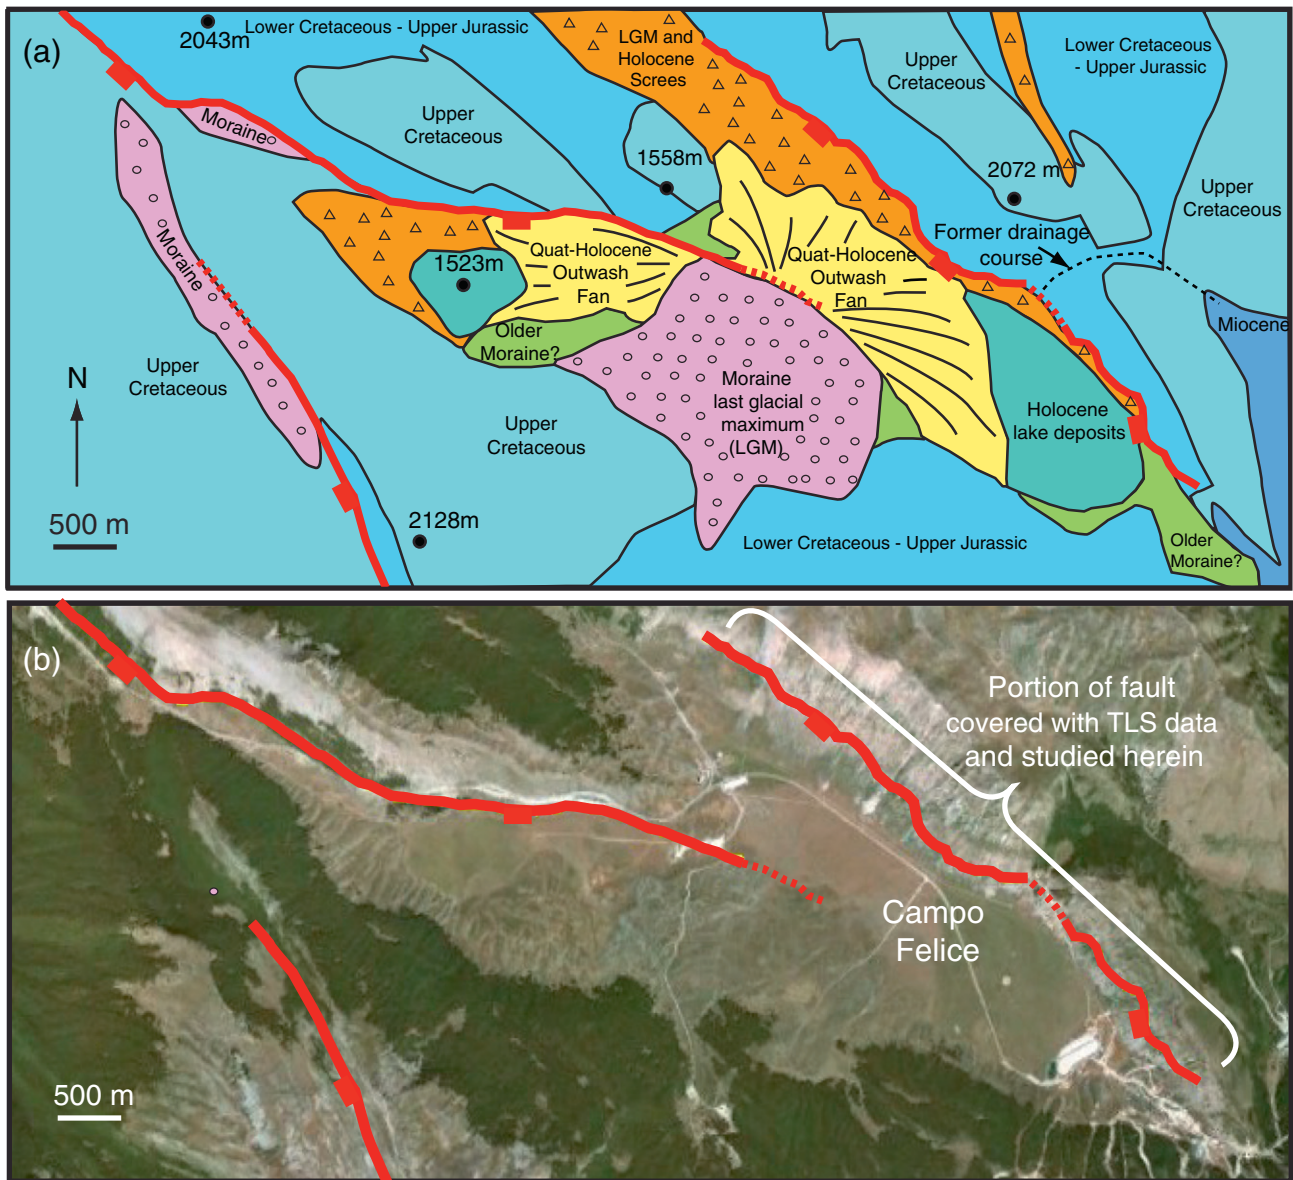 (a)
2043m
Lower Cretaceous - Upper Jurassic
LGM and
Holocene
Screes
Upper
Cretaceous
Lower Cretaceous
- Upper Jurassic
Moraine
Upper
Cretaceous
1558m
2072 m
Upper
Cretaceous
Moraine
1523m
Quat-Holocene
Outwash
Fan
Quat-Holocene
Outwash
Fan
Former drainage
course
Miocene
Older
Moraine?
Upper
Cretaceous
N
500 m
Upper
Cretaceous
Moraine
last glacial
maximum
(LGM)
Holocene
lake deposits
2128m
Lower Cretaceous - Upper Jurassic
Older
Moraine?
(b)
Portion of fault
covered with TLS data
and studied herein
Campo
Felice
500 m